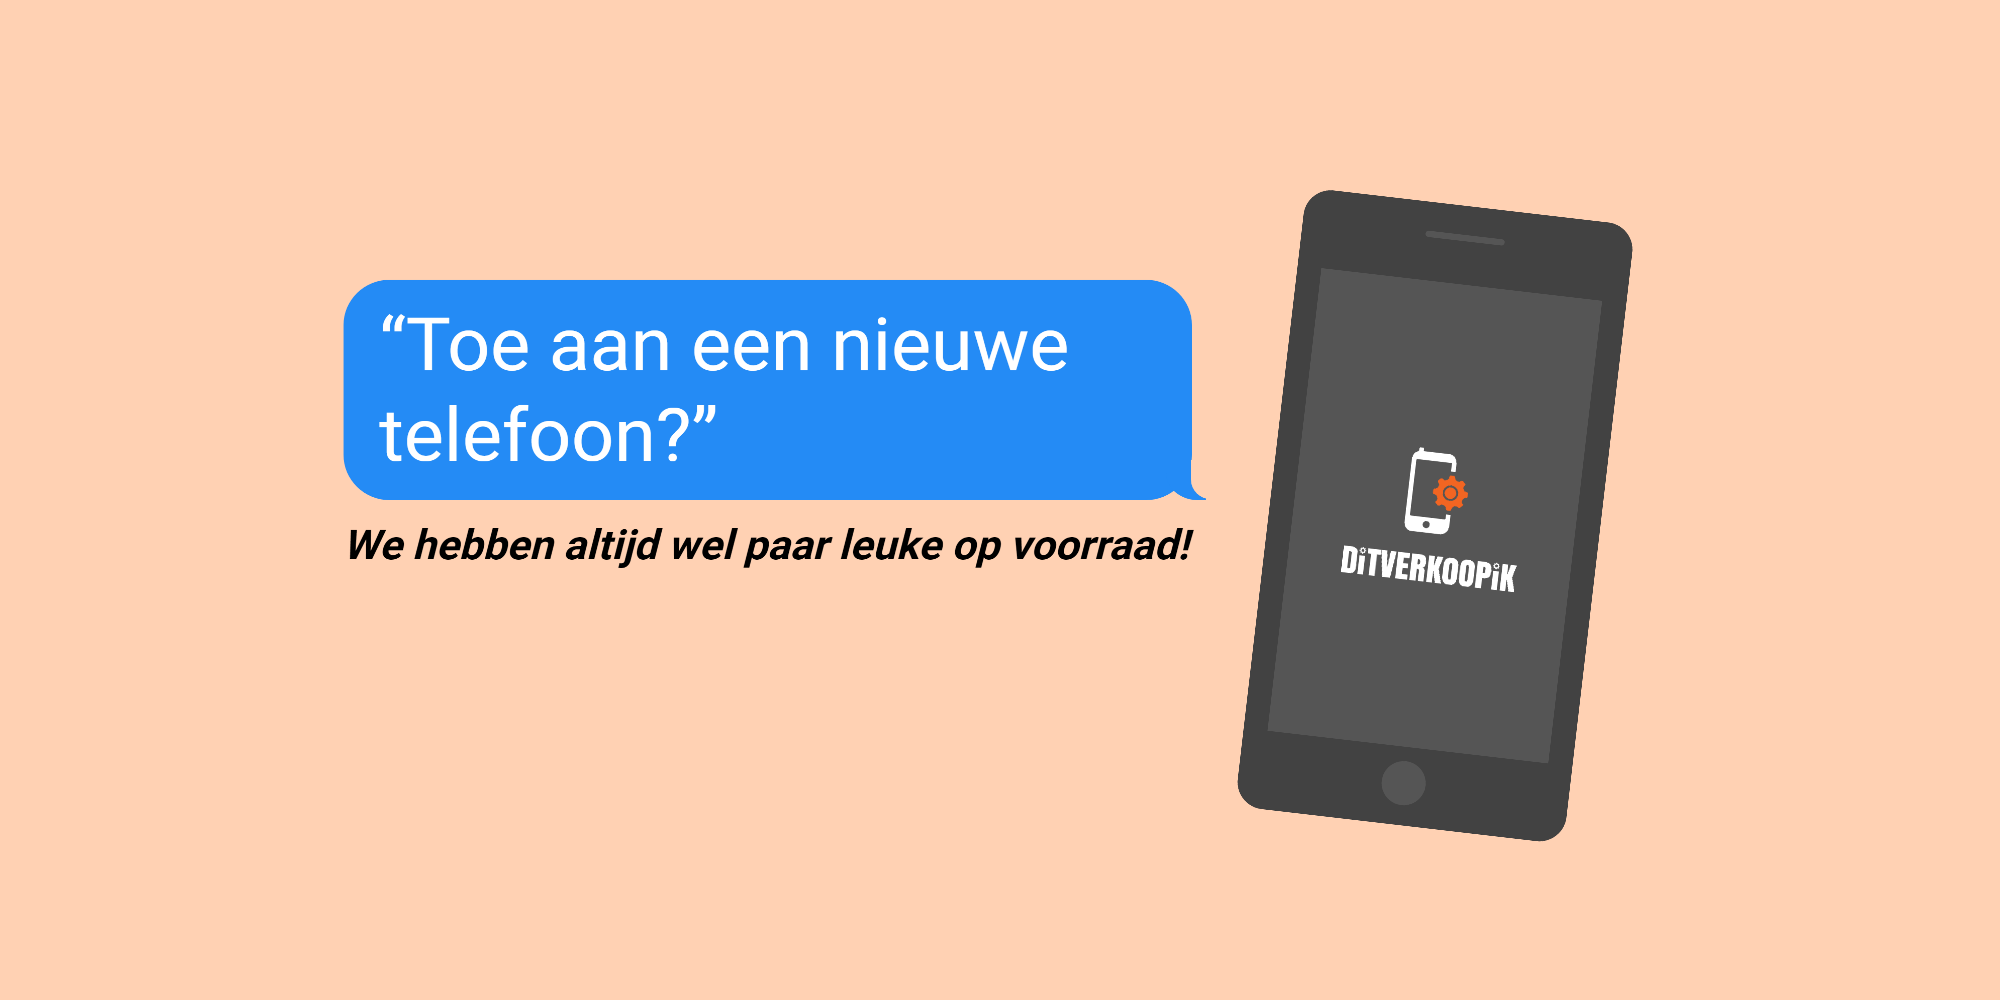 “Toe aan een nieuwe
telefoon?”
We hebben altijd wel paar leuke op voorraad!
DiTVERKOOPiK